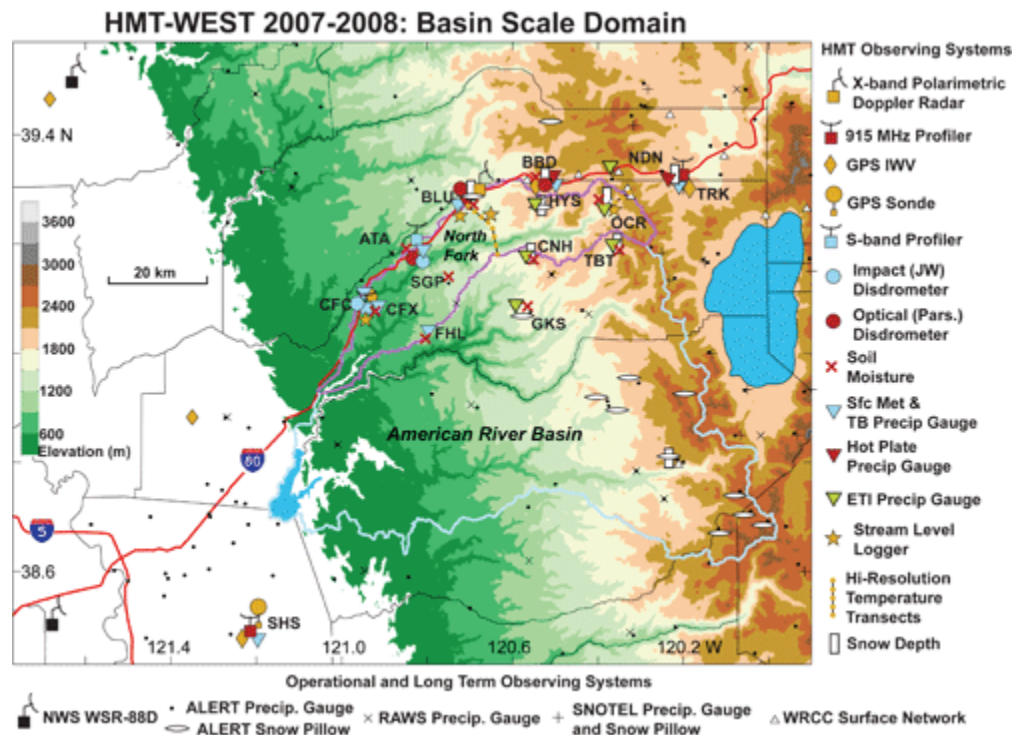 HMT-WEST 2007-2008: Basin Scale Domain
HMT Observing Systems
X-band Polarimetric
Doppler Radar
915 MHz Profiler
GPS IWV
GPS Sonde
S-band Profiler
Impact (JW)
Disdrometer
Optical (Pars.)
Disdrometer
Soil
Moisture
Sfc Met &
TB Precip Gauge
Hot Plate
Precip Gauge
ETI Precip Gauge
Stream Level
Logger
Hi-Resolution
Temperature
Transects
Snow Depth
39.4 N
NDN
BBD
BLU
HYS
TRK
OCR
3600
3000
2400
1800
1200
600
Elevation (m)
20 km
ATA
North
Fork
CNH
TBT
SGP
CFC
CFX
GKS
FHL
American River Basin
80
5
38.6
SHS
121.4
121.0
120.6
120.2 W
Operational and Long Term Observing Systems
NWS WSR-88D
ALERT Precip. Gauge
ALERT Snow Pillow
RAWS Precip. Gauge
SNOTEL Precip. Gauge
and Snow Pillow
WRCC Surface Network